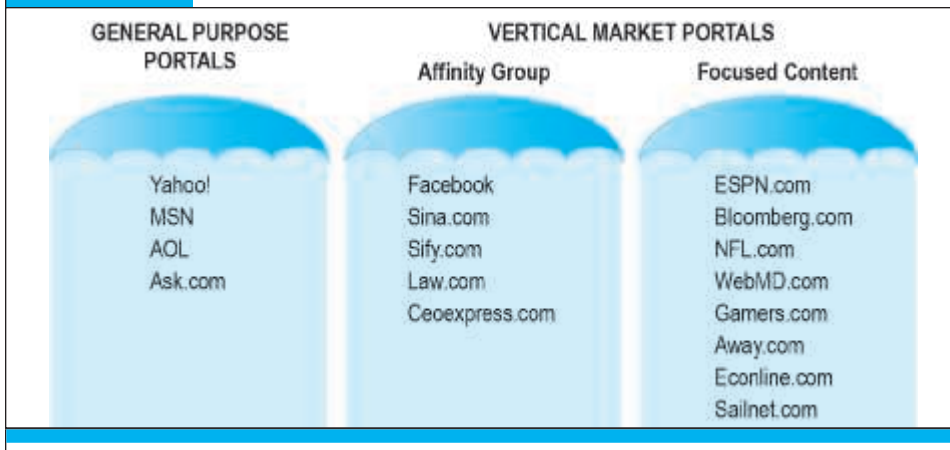 GENERAL PURPOSE
PORTALS
VERTICAL MARKET PORTALS
Affinity Group
Focused Content
Yahoo!
MSN
AOL
Ask.com
Facebook
Sina.com
Sify.com
Law.com
Ceoexpress.com
ESPN.com
Bloomberg.com
NFL.com
WebMD.com
Gamers.com
Away.com
Econline.com
Sailnet.com